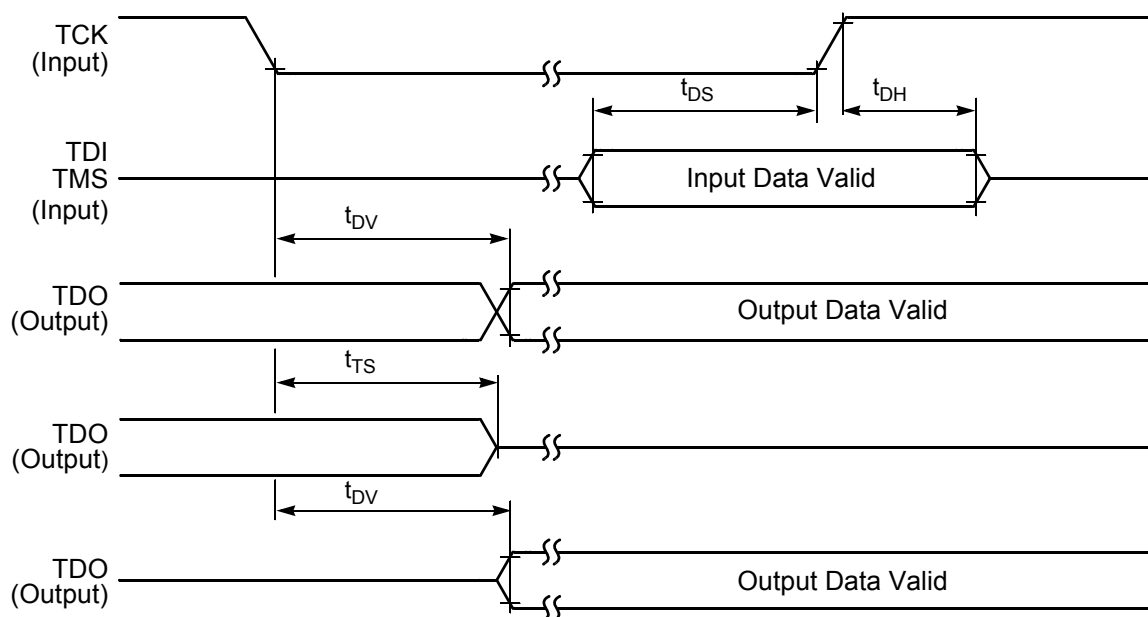 TCK
(Input)
tDS
tDH
TDI
TMS
(Input)
Input Data Valid
tDV
TDO
(Output)
Output Data Valid
tTS
TDO
(Output)
tDV
TDO
(Output)
Output Data Valid